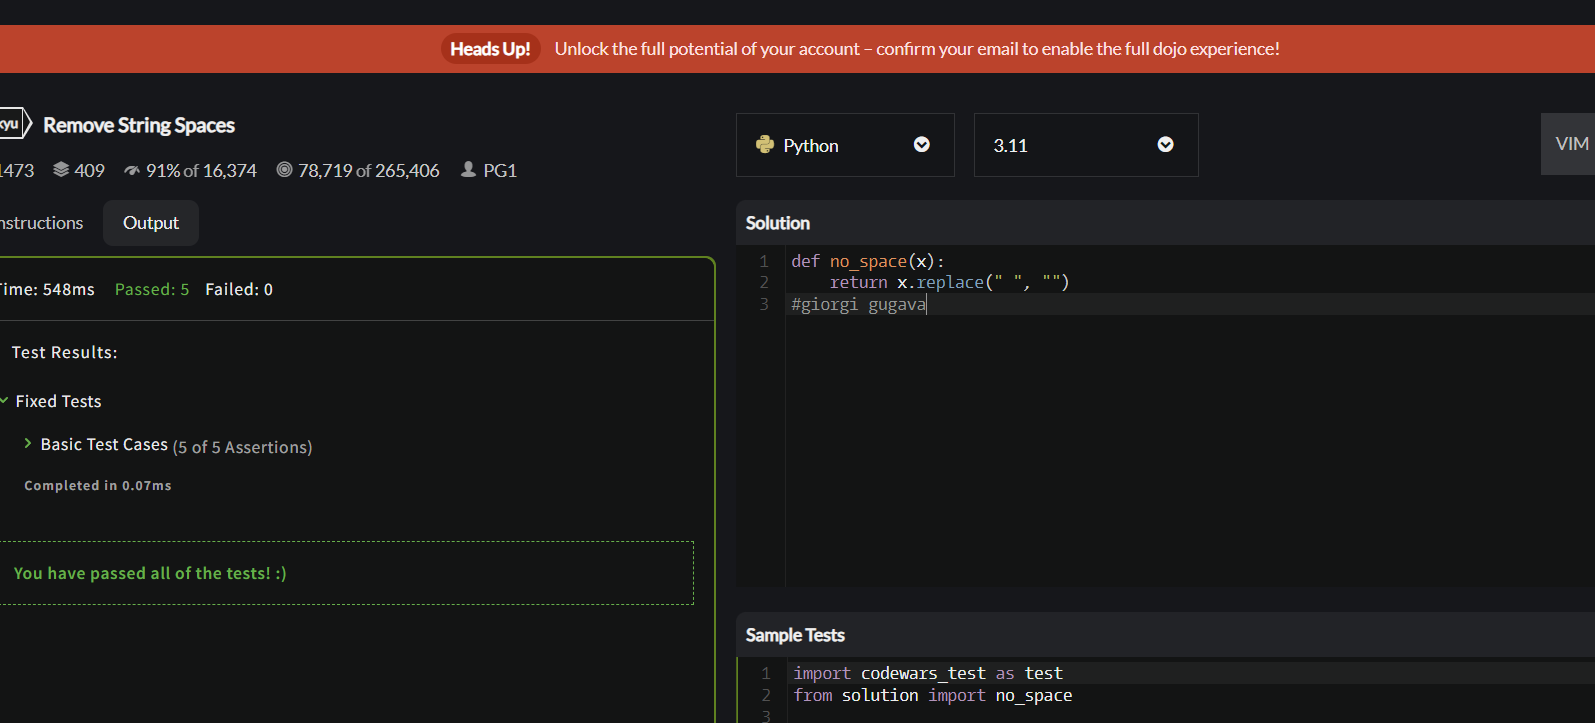 Heads Up! Unlock the full potential of your account – confirm your email to enable the full dojo experience!
kyu Remove String Spaces
1473 409 91% of 16,374 78,719 of 265,406 PG1
Python 3.11 VIM
nstructions Output
Time: 548ms Passed: 5 Failed: 0
Test Results:
Fixed Tests
Basic Test Cases (5 of 5 Assertions)
Completed in 0.07ms
You have passed all of the tests! :)
Solution
1 def no_space(x):
2 return x.replace(" ", "")
3 #giorgi gugava
Sample Tests
1 import codewars_test as test
2 from solution import no_space
3